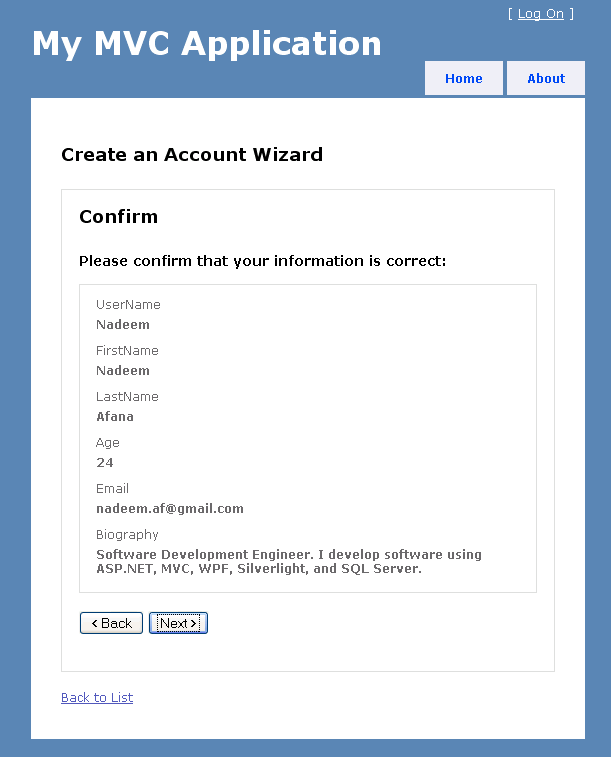 [ Log On ]
My MVC Application
Home About
Create an Account Wizard
Confirm
Please confirm that your information is correct:
UserName
Nadeem
FirstName
Nadeem
LastName
Afana
Age
24
Email
nadeem.af@gmail.com
Biography
Software Development Engineer. I develop software using
ASP.NET, MVC, WPF, Silverlight, and SQL Server.
< Back Next >
Back to List